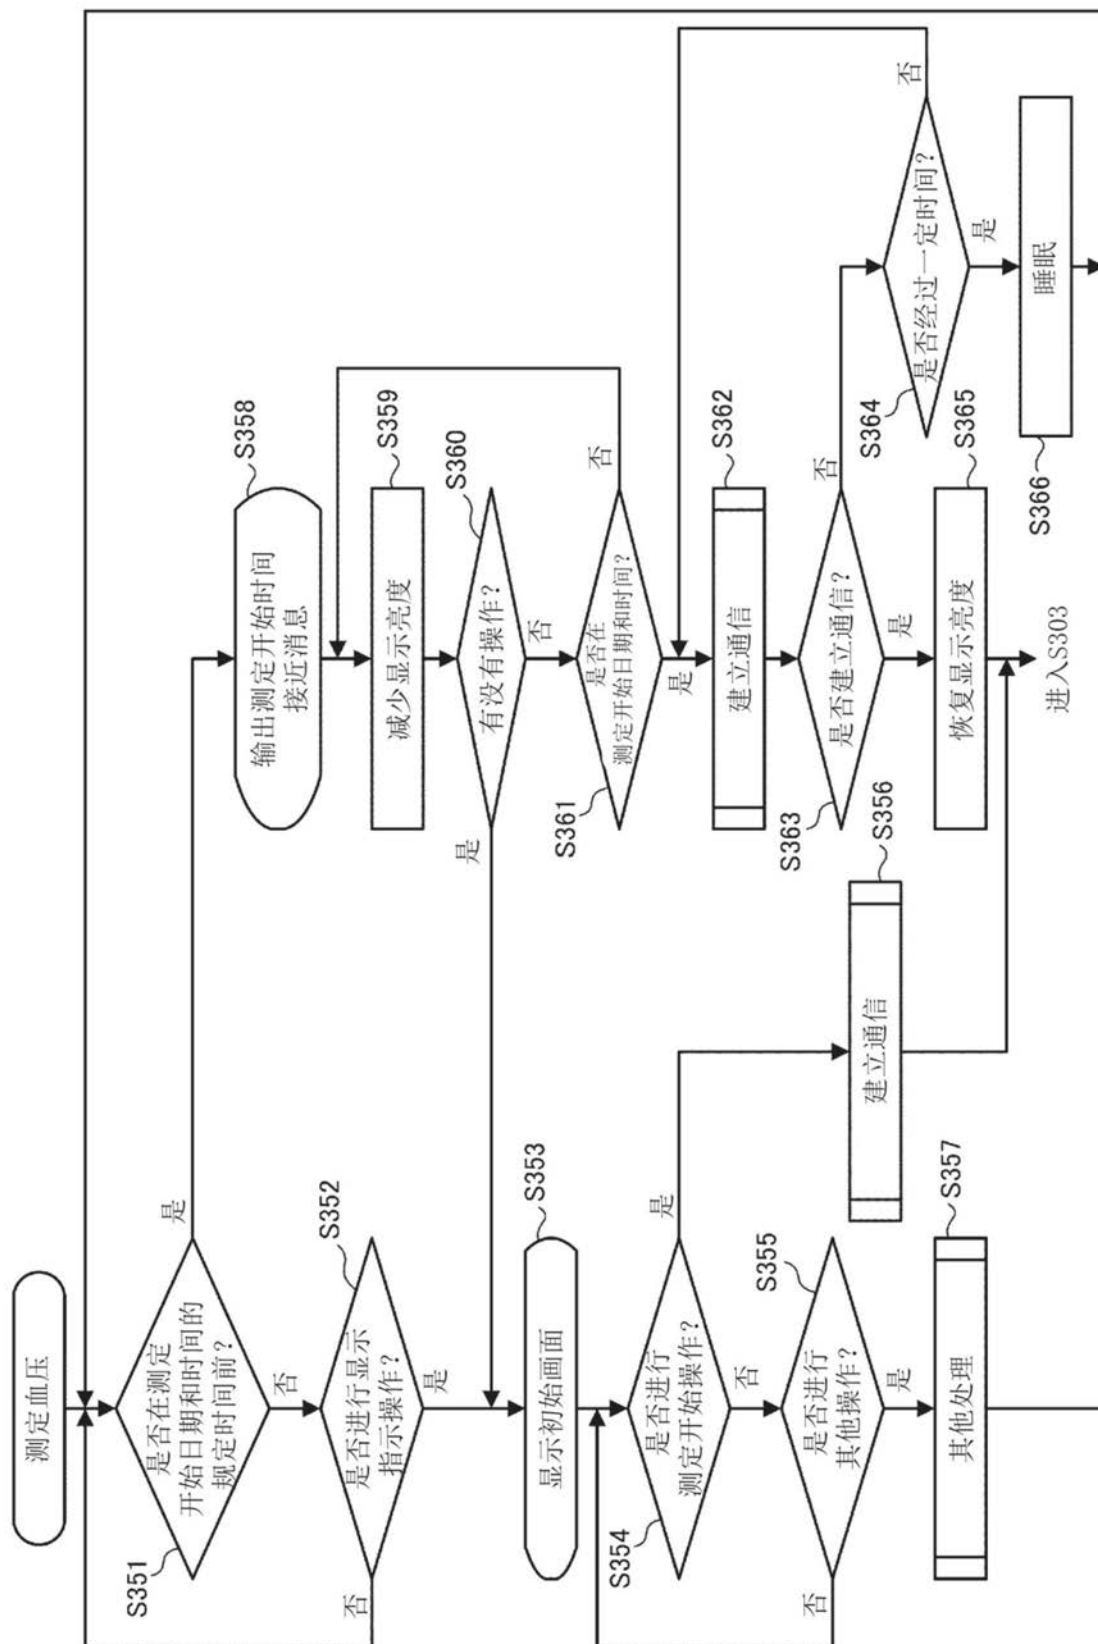 测定血压
S351
是否在测定
开始日期和时间的
规定时间前?
是
否
S352
是否进行显示
指示操作?
否
是
S353
显示初始画面
S354
是否进行
测定开始操作?
是
否
S355
是否进行
其他操作?
否
是
S356
建立通信
S357
其他处理
S358
输出测定开始时间
接近消息
S359
减少显示亮度
S360
有没有操作?
是
否
S361
是否在
测定开始日期和时间?
否
是
S362
建立通信
S363
是否建立通信?
否
是
S364
是否经过一定时间?
否
是
S365
恢复显示亮度
S366
睡眠
进入S303